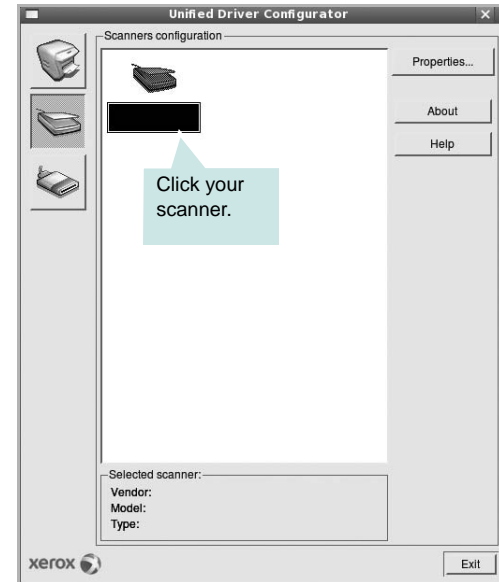 Unified Driver Configurator
Scanners configuration
Properties...
About
Help
Click your
scanner.
Selected scanner:
Vendor:
Model:
Type:
xerox
Exit